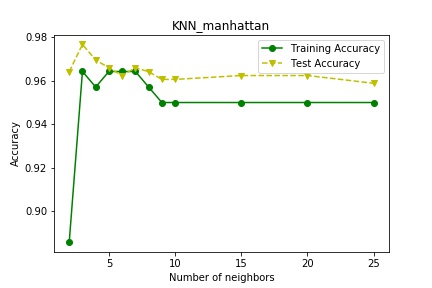 KNN_manhattan
Training Accuracy
Test Accuracy
0.98
0.96
0.94
0.92
0.90
Accuracy
5
10
15
20
25
Number of neighbors